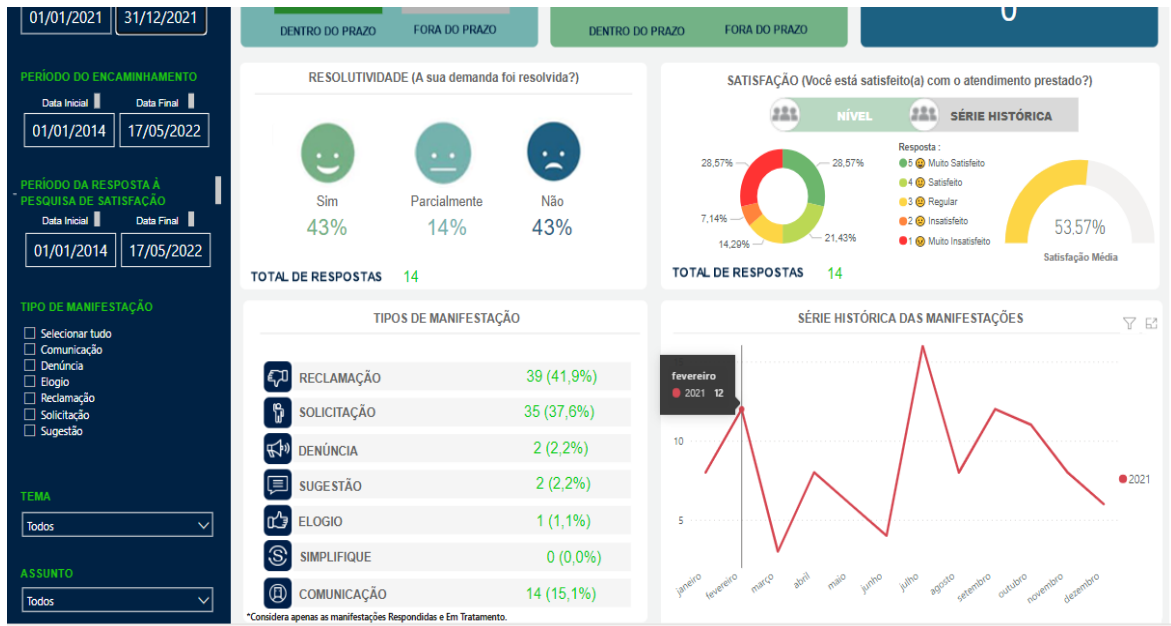 01/01/2021 31/12/2021
PERÍODO DO ENCAMINHAMENTO
Data Inicial Data Final
01/01/2014 17/05/2022
PERÍODO DA RESPOSTA À
PESQUISA DE SATISFAÇÃO
Data Inicial Data Final
01/01/2014 17/05/2022
TIPO DE MANIFESTAÇÃO
Selecionar tudo
Comunicação
Denúncia
Elogio
Reclamação
Solicitação
Sugestão
TEMA
Todos
ASSUNTO
Todos
DENTRO DO PRAZO FORA DO PRAZO
DENTRO DO PRAZO FORA DO PRAZO
0
RESOLUTIVIDADE (A sua demanda foi resolvida?)
Sim Parcialmente Não
43% 14% 43%
TOTAL DE RESPOSTAS 14
SATISFAÇÃO (Você está satisfeito(a) com o atendimento prestado?)
NÍVEL SÉRIE HISTÓRICA
28,57% 28,57%
7,14%
14,29% 21,43%
Resposta :
5 Muito Satisfeito
4 Satisfeito
3 Regular
2 Insatisfeito
1 Muito Insatisfeito
53,57%
Satisfação Média
TOTAL DE RESPOSTAS 14
TIPOS DE MANIFESTAÇÃO
RECLAMAÇÃO 39 (41,9%)
SOLICITAÇÃO 35 (37,6%)
DENÚNCIA 2 (2,2%)
SUGESTÃO 2 (2,2%)
ELOGIO 1 (1,1%)
SIMPLIFIQUE 0 (0,0%)
COMUNICAÇÃO 14 (15,1%)
*Considera apenas as manifestações Respondidas e Em Tratamento.
SÉRIE HISTÓRICA DAS MANIFESTAÇÕES
fevereiro
2021 12
10
5
2021
janeiro fevereiro março abril maio junho julho agosto setembro outubro novembro dezembro